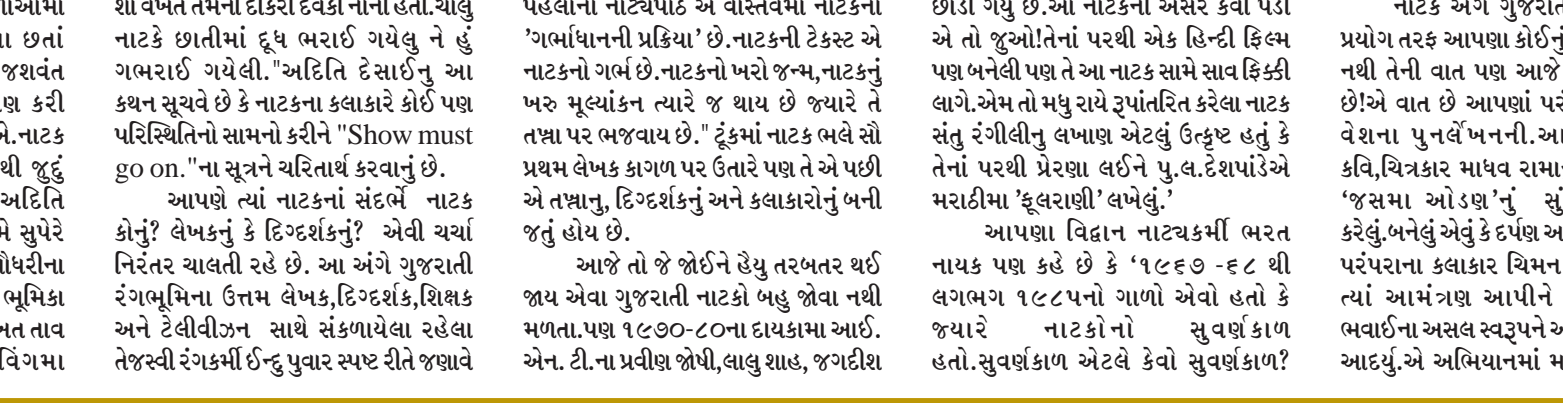 શા વખતે તેમના દીકરી દેવકી નાની હતી.ચાલુ
નાટકે છાતીમાં દૂધ ભરાઈ ગયેલુ ને હું
ગભરાઈ ગયેલી."અદિતિ દેસાઈનુ આ
કથન સૂચવે છે કે નાટકના કલાકારે કોઈ પણ
પરિસ્થિતિનો સામનો કરીને "Show must
go on."ના સૂત્રને ચરિતાર્થ કરવાનું છે.
આપણે ત્યાં નાટકનાં સંદર્ભે નાટક
કોનું? લેખકનું કે દિગ્દર્શકનું? એવી ચર્ચા
નિરંતર ચાલતી રહે છે. આ અંગે ગુજરાતી
રંગભૂમિના ઉત્તમ લેખક,દિગ્દર્શક,શિક્ષક
અને ટેલીવીઝન સાથે સંકળાયેલા રહેલા
તેજસ્વી રંગકર્મી ઈન્દુ પુવાર સ્પષ્ટ રીતે જણાવે
પહેલાનો નાટ્યપાઠ એ વાસ્તવમાં નાટકની
'ગર્ભાધાનની પ્રક્રિયા' છે.નાટકની ટેકસ્ટ એ
નાટકનો ગર્ભ છે.નાટકનો ખરો જન્મ,નાટકનું
ખરુ મૂલ્યાંકન ત્યારે જ થાય છે જ્યારે તે
તખ્તા પર ભજવાય છે." ટૂંકમાં નાટક ભલે સૌ
પ્રથમ લેખક કાગળ પર ઉતારે પણ તે એ પછી
એ તખ્તાનુ, દિગ્દર્શકનું અને કલાકારોનું બની
જતું હોય છે.
આજે તો જે જોઈને હૈયુ તરબતર થઈ
જાય એવા ગુજરાતી નાટકો બહુ જોવા નથી
મળતા.પણ ૧૯૭૦-૮૦ના દાયકામા આઈ.
એન. ટી.ના પ્રવીણ જોષી,લાલુ શાહ, જગદીશ
છોડી ગયુ છે.આ નાટકની અસર કેવી પડી
એ તો જુઓ!તેનાં પરથી એક હિન્દી ફિલ્મ
પણ બનેલી પણ તે આ નાટક સામે સાવ ફિક્કી
લાગે.એમ તો મધુ રાયે રૂપાંતરિત કરેલા નાટક
સંતુ રંગીલીનુ લખાણ એટલું ઉત્કૃષ્ટ હતું કે
તેનાં પરથી પ્રેરણા લઈને પુ.લ.દેશપાંડેએ
મરાઠીમા 'ફૂલરાણી' લખેલું.'
આપણા વિદ્વાન નાટ્યકર્મી ભરત
નાયક પણ કહે છે કે ‘૧૯૬૭ -૬૮ થી
લગભગ ૧૯૮૫નો ગાળો એવો હતો કે
જ્યારે નાટકોનો સુવર્ણકાળ
હતો.સુવર્ણકાળ એટલે કેવો સુવર્ણકાળ?
નાટક અંગે
પ્રયોગ તરફ આપણા
નથી તેની વાત પણ આજે
છે!એ વાત છે આપણાં
વેશના પુનર્લેખનની.
કવિ,ચિત્રકાર માધવ
‘જસમા ઓડણ’નું
કરેલું.બનેલું એવું કે દર્પણ
પરંપરાના કલાકાર ચિમન
ત્યાં આમંત્રણ આપીને
ભવાઈના અસલ સ્વરૂપને
આદર્યુ.એ અભિયાનમાં